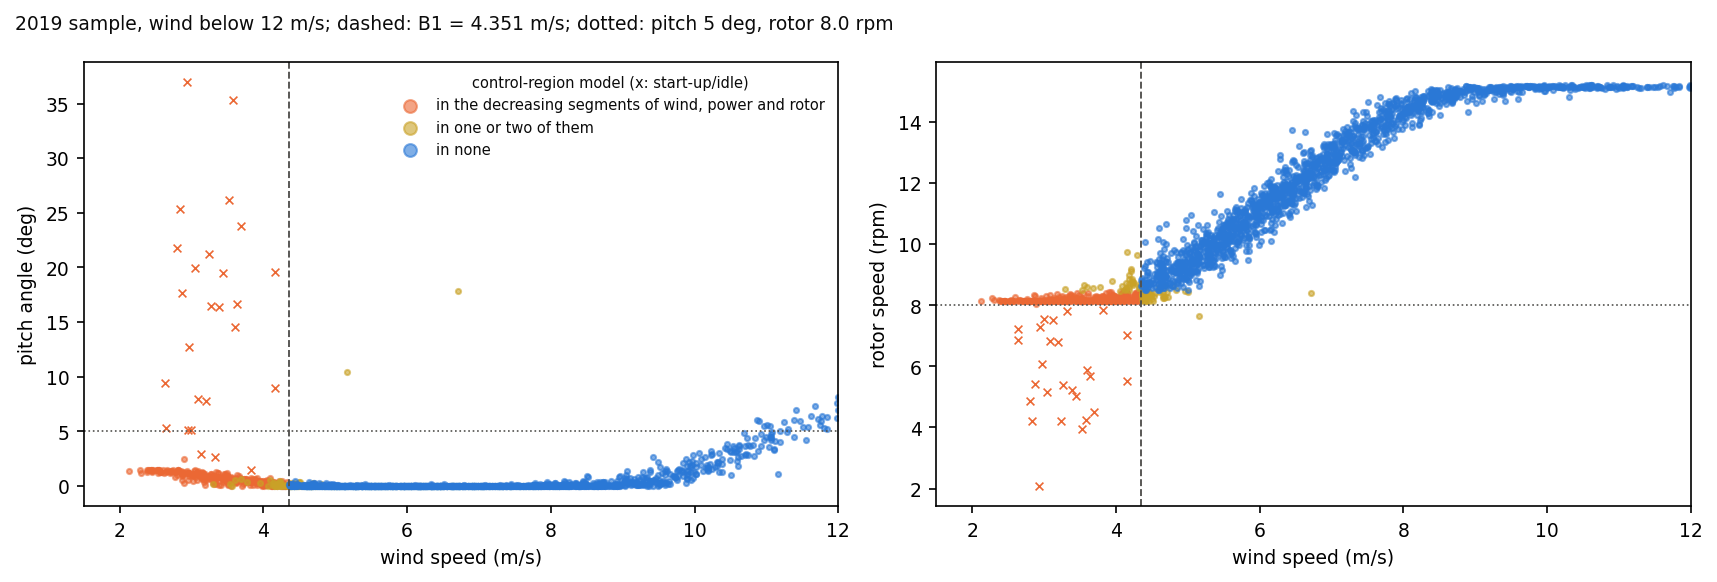 2019 sample, wind below 12 m/s; dashed: B1 = 4.351 m/s; dotted: pitch 5 deg, rotor 8.0 rpm
control-region model (x: start-up/idle)
in the decreasing segments of wind, power and rotor
in one or two of them
in none
pitch angle (deg)
35
30
25
20
15
10
5
0
2 4 6 8 10 12
wind speed (m/s)
rotor speed (rpm)
14
12
10
8
6
4
2
2 4 6 8 10 12
wind speed (m/s)